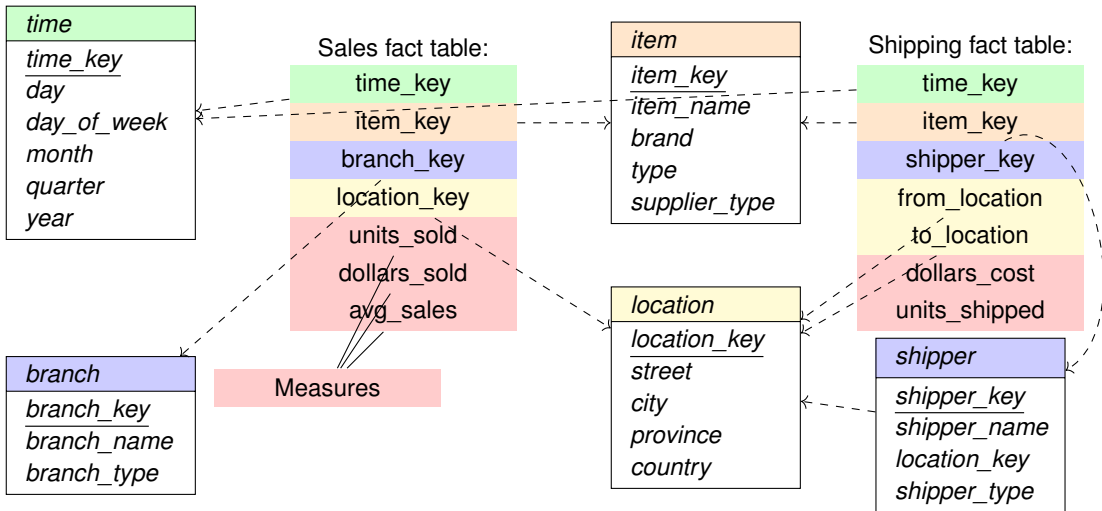 time
time_key
day
day_of_week
month
quarter
year
Sales fact table:
time_key
item_key
branch_key
location_key
units_sold
dollars_sold
avg_sales
Measures
branch
branch_key
branch_name
branch_type
item
item_key
item_name
brand
type
supplier_type
location
location_key
street
city
province
country
Shipping fact table:
time_key
item_key
shipper_key
from_location
to_location
dollars_cost
units_shipped
shipper
shipper_key
shipper_name
location_key
shipper_type